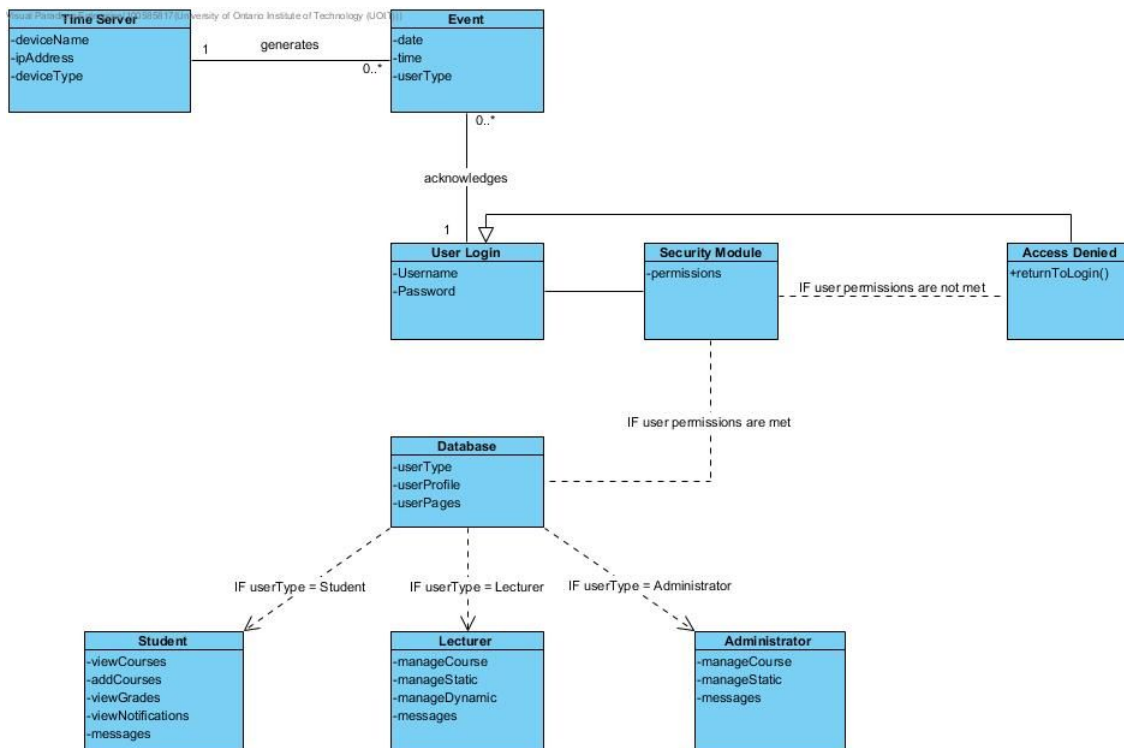 Time Server
-deviceName
-ipAddress
-deviceType
1
generates
0..*
Event
-date
-time
-userType
0..*
acknowledges
1
User Login
-Username
-Password
Security Module
-permissions
IF user permissions are not met
Access Denied
+returnToLogin()
IF user permissions are met
Database
-userType
-userProfile
-userPages
IF userType = Student
IF userType = Lecturer
IF userType = Administrator
Student
-viewCourses
-addCourses
-viewGrades
-viewNotifications
-messages
Lecturer
-manageCourse
-manageStatic
-manageDynamic
-messages
Administrator
-manageCourse
-manageStatic
-messages